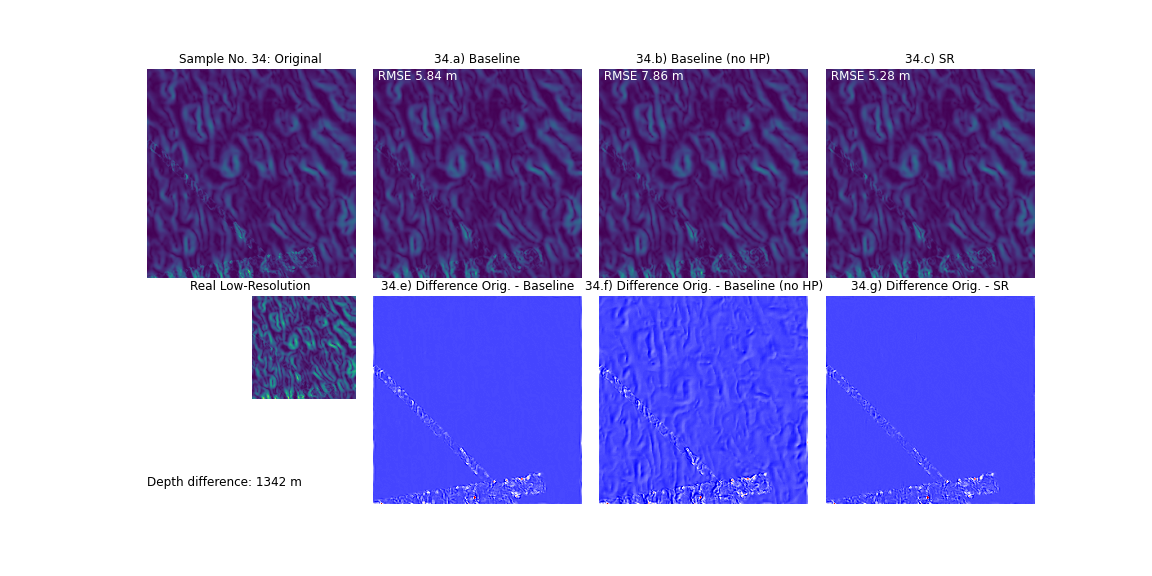 Sample No. 34: Original
34.a) Baseline
34.b) Baseline (no HP)
34.c) SR
RMSE 5.84 m
RMSE 7.86 m
RMSE 5.28 m
Real Low-Resolution
34.e) Difference Orig. - Baseline
34.f) Difference Orig. - Baseline (no HP)
34.g) Difference Orig. - SR
Depth difference: 1342 m